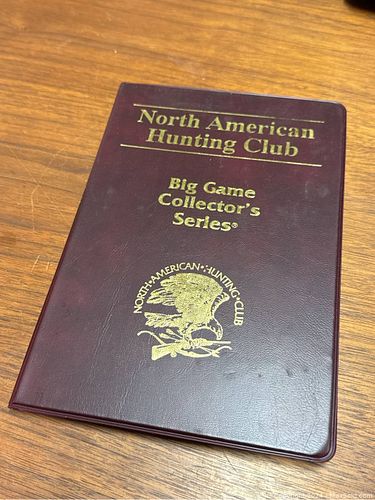 North American
Hunting Club
Big Game
Collector's
Series®
NORTH•AMERICAN•HUNTING•CLUB